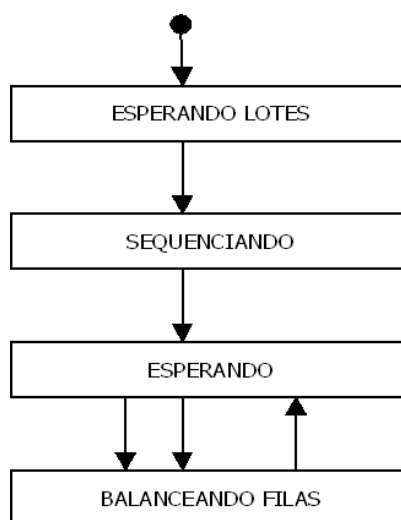 ESPERANDO LOTES
SEQUENCIANDO
ESPERANDO
BALANCEANDO FILAS